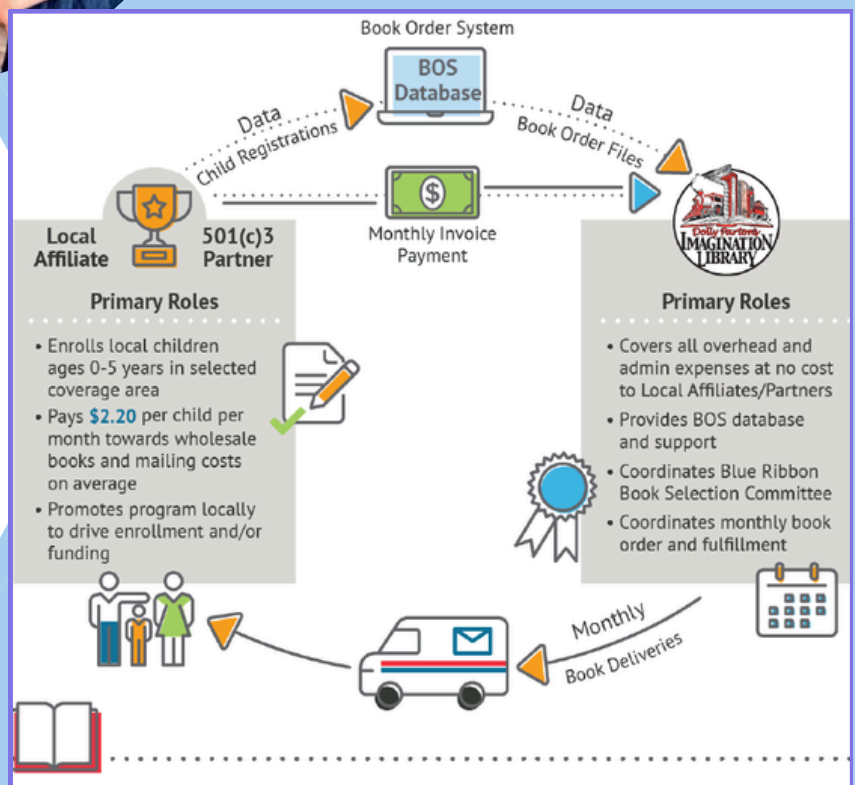 Book Order System
BOS
Database
Data
Child Registrations
Data
Book Order Files
$
Monthly Invoice
Payment
Dolly Parton's
IMAGINATION
LIBRARY
Local
Affiliate
501(c)3
Partner
Primary Roles
• Enrolls local children
ages 0-5 years in selected
coverage area
• Pays $2.20 per child per
month towards wholesale
books and mailing costs
on average
• Promotes program locally
to drive enrollment and/or
funding
Primary Roles
• Covers all overhead and
admin expenses at no cost
to Local Affiliates/Partners
• Provides BOS database
and support
• Coordinates Blue Ribbon
Book Selection Committee
• Coordinates monthly book
order and fulfillment
Monthly
Book Deliveries